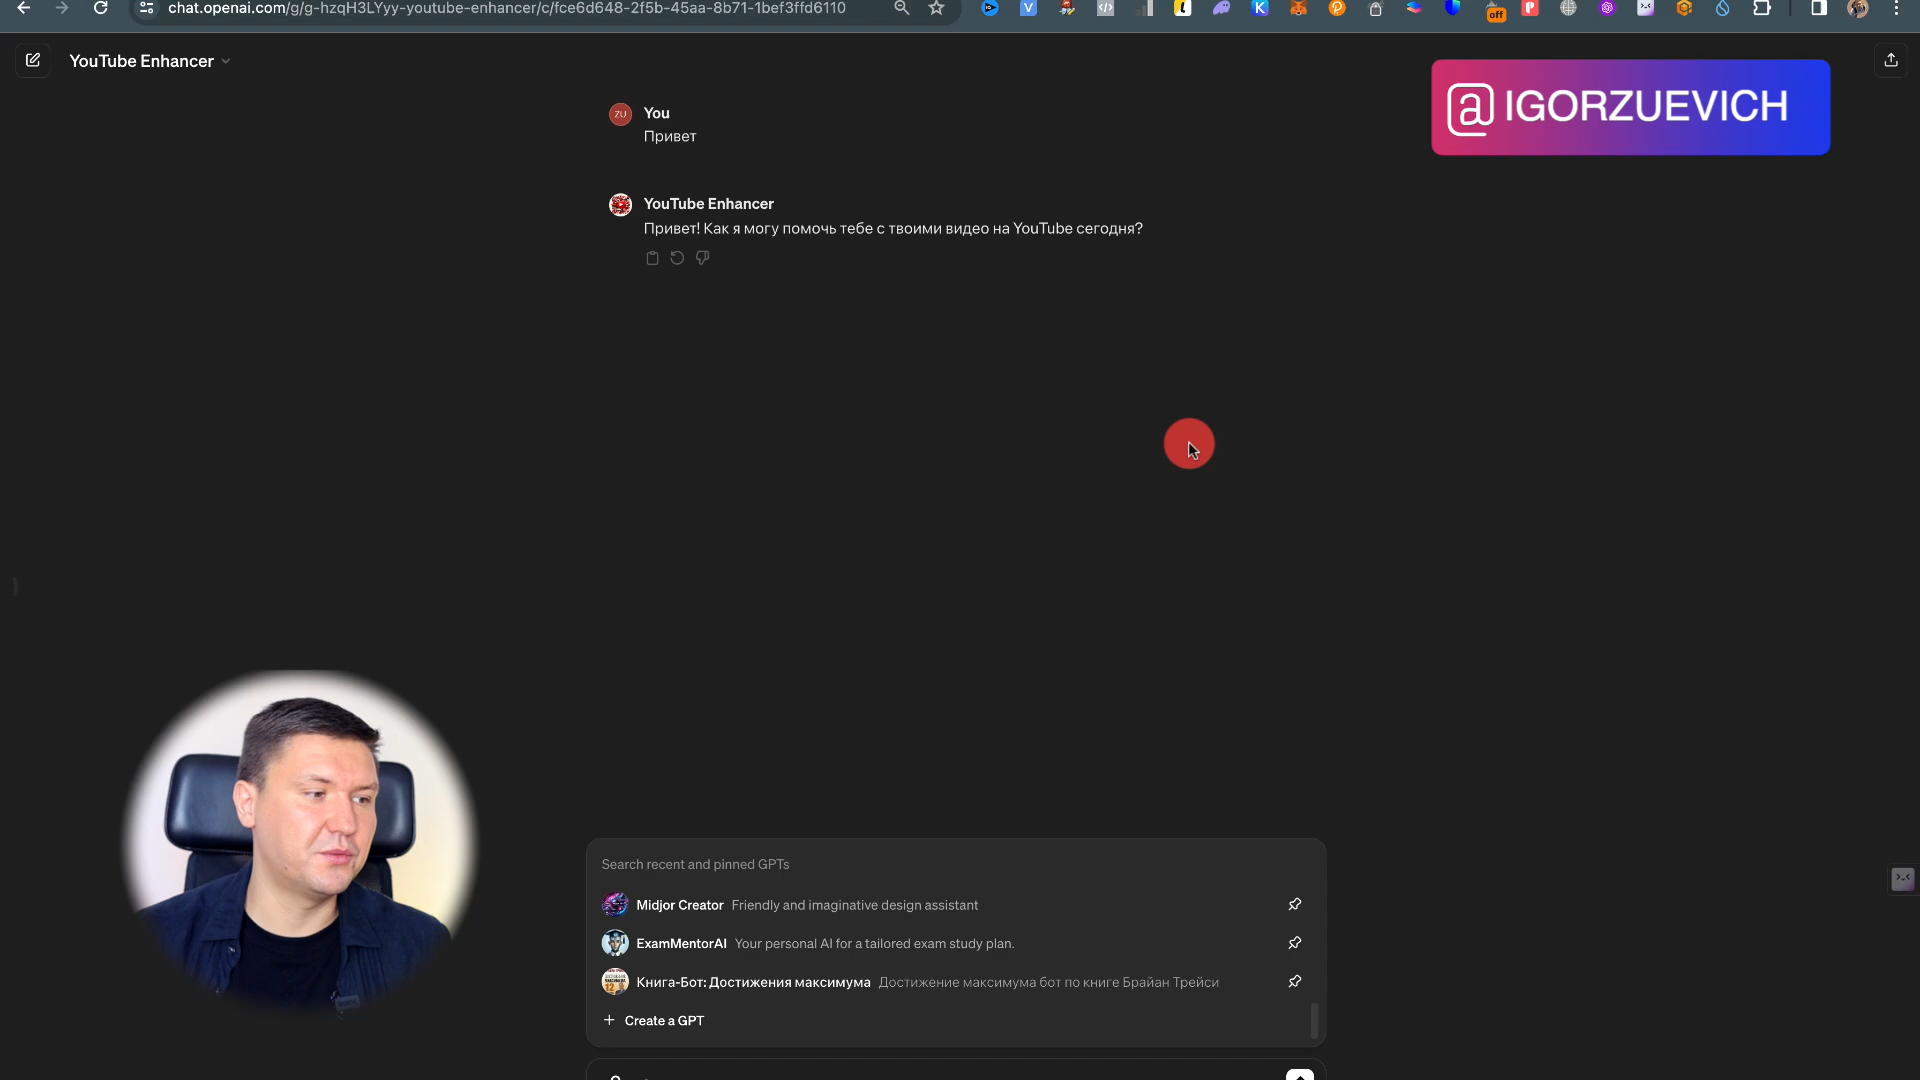 chat.openai.com/g/g-hzqH3LYyy-youtube-enhancer/c/fce6d648-2f5b-45aa-8b71-1bef3ffd6110
off
YouTube Enhancer
@IGORZUEVICH
ZU
You
Привет
YouTube Enhancer
Привет! Как я могу помочь тебе с твоими видео на YouTube сегодня?
Search recent and pinned GPTs
Midjor Creator Friendly and imaginative design assistant
ExamMentorAI Your personal AI for a tailored exam study plan.
Книга-Бот: Достижения максимума Достижение максимума бот по книге Брайан Трейси
+ Create a GPT